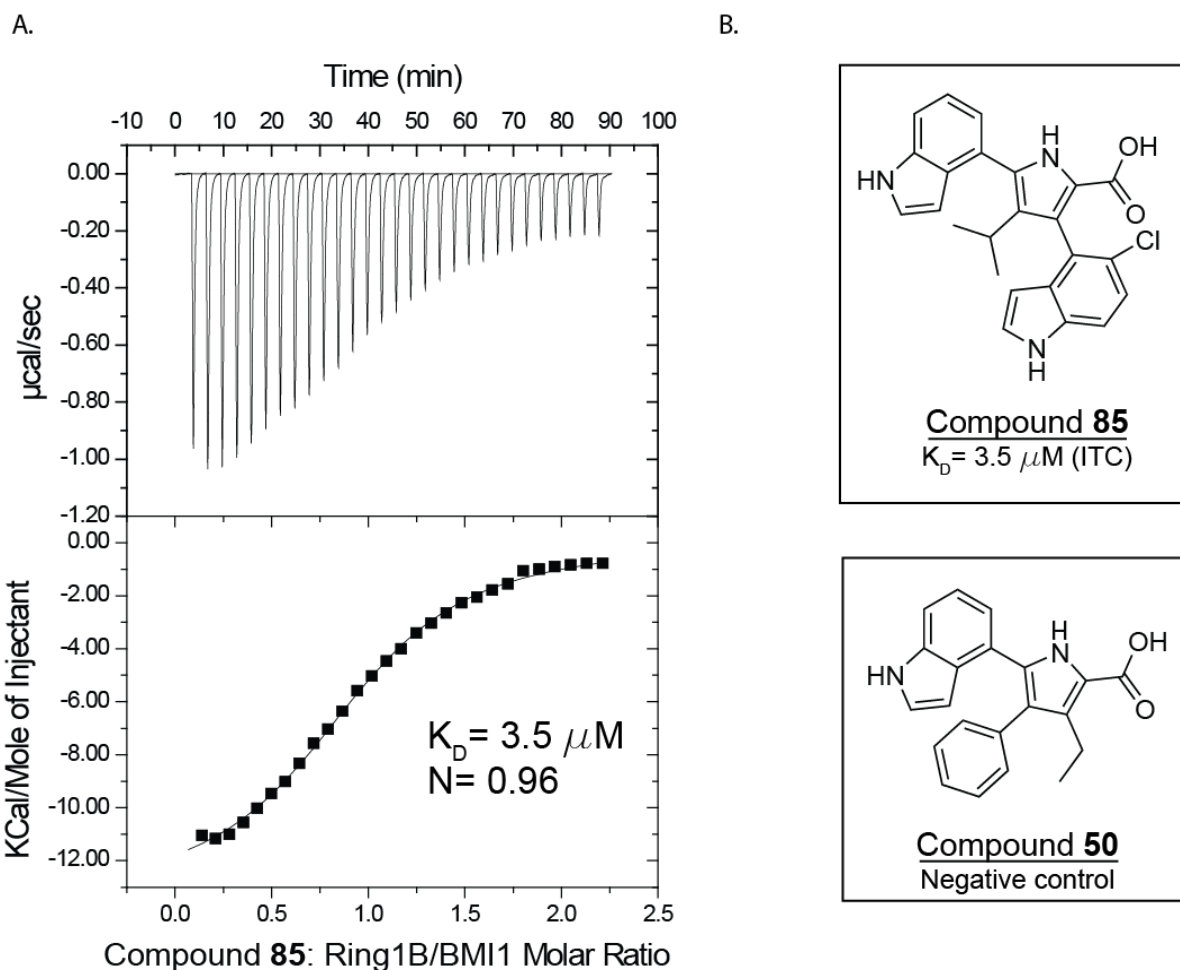 A.
B.
Time (min)
-10 0 10 20 30 40 50 60 70 80 90 100
0.00
-0.20
-0.40
-0.60
-0.80
-1.00
-1.20
µcal/sec
0.00
-2.00
-4.00
-6.00
-8.00
-10.00
-12.00
KCal/Mole of Injectant
K_D= 3.5 µM
N= 0.96
0.0 0.5 1.0 1.5 2.0 2.5
Compound 85: Ring1B/BMI1 Molar Ratio
H
N
OH
HN
O
Cl
N
H
Compound 85
K_D= 3.5 µM (ITC)
H
N
OH
HN
O
Compound 50
Negative control